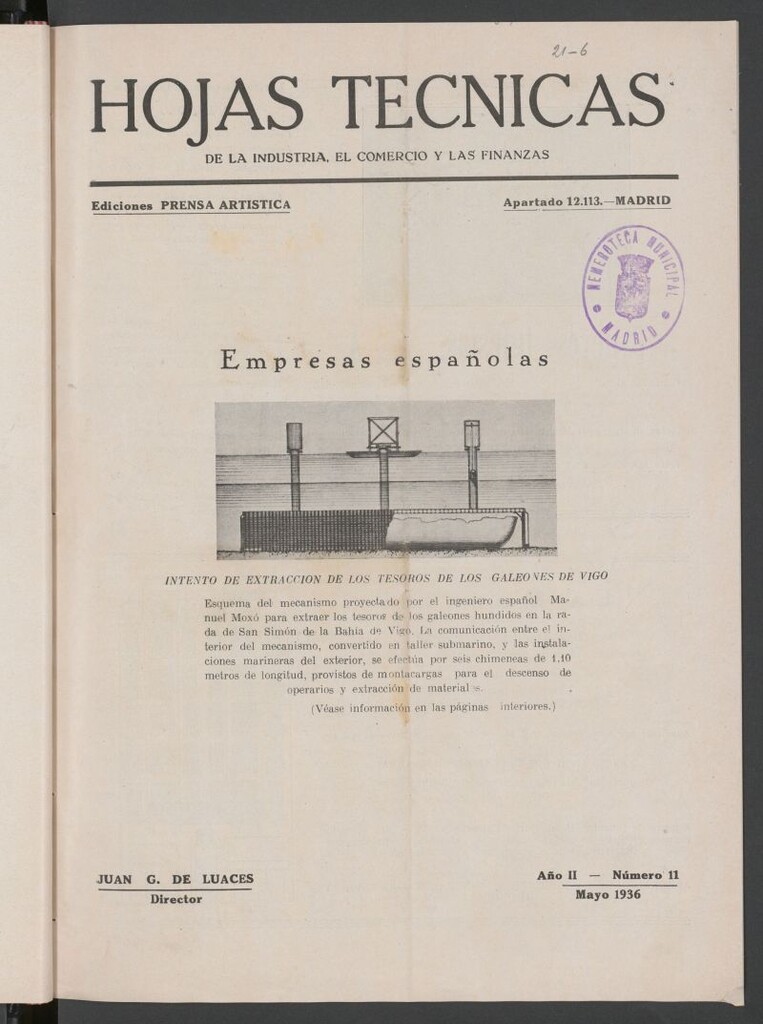 21-6
HOJAS TECNICAS
DE LA INDUSTRIA, EL COMERCIO Y LAS FINANZAS
Ediciones PRENSA ARTISTICA
Apartado 12.113.—MADRID
HEMEROTECA MUNICIPAL
MADRID
Empresas españolas
INTENTO DE EXTRACCION DE LOS TESOROS DE LOS GALEONES DE VIGO
Esquema del mecanismo proyectado por el ingeniero español Ma-
nuel Moxó para extraer los tesoros de los galeones hundidos en la ra-
da de San Simón de la Bahía de Vigo. La comunicación entre el in-
terior del mecanismo, convertido en taller submarino, y las instala-
ciones marineras del exterior, se efectúa por seis chimeneas de 1,10
metros de longitud, provistos de montacargas para el descenso de
operarios y extracción de materiales.
(Véase información en las páginas interiores.)
JUAN G. DE LUACES
Director
Año II — Número 11
Mayo 1936